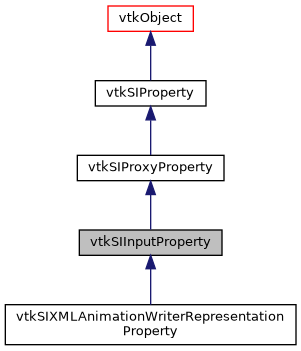 vtkObject
vtkSIProperty
vtkSIProxyProperty
vtkSIInputProperty
vtkSIXMLAnimationWriterRepresentation
Property